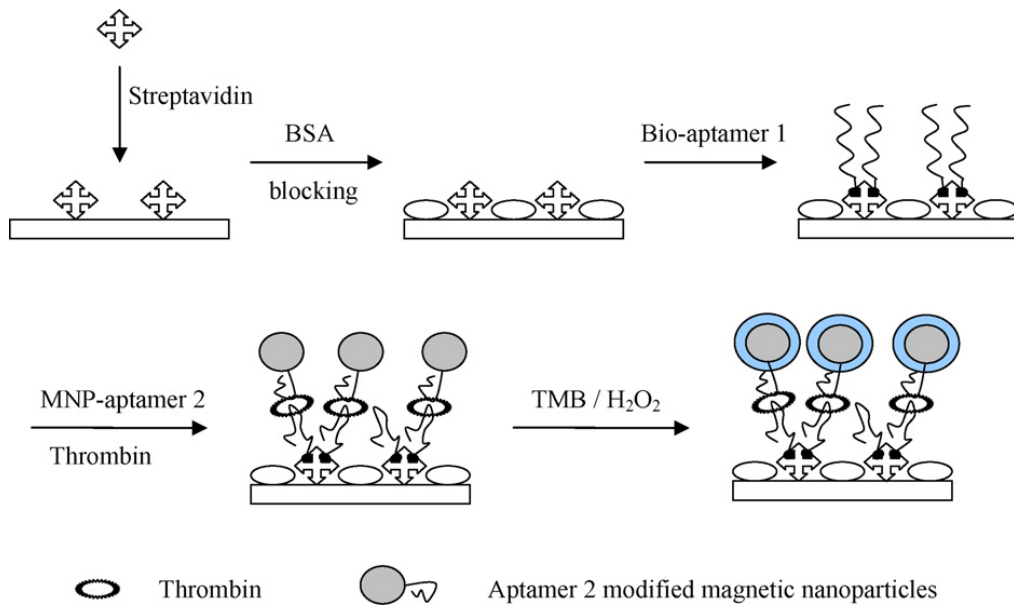 Streptavidin
BSA
blocking
Bio-aptamer 1
MNP-aptamer 2
Thrombin
TMB / H₂O₂
Thrombin
Aptamer 2 modified magnetic nanoparticles